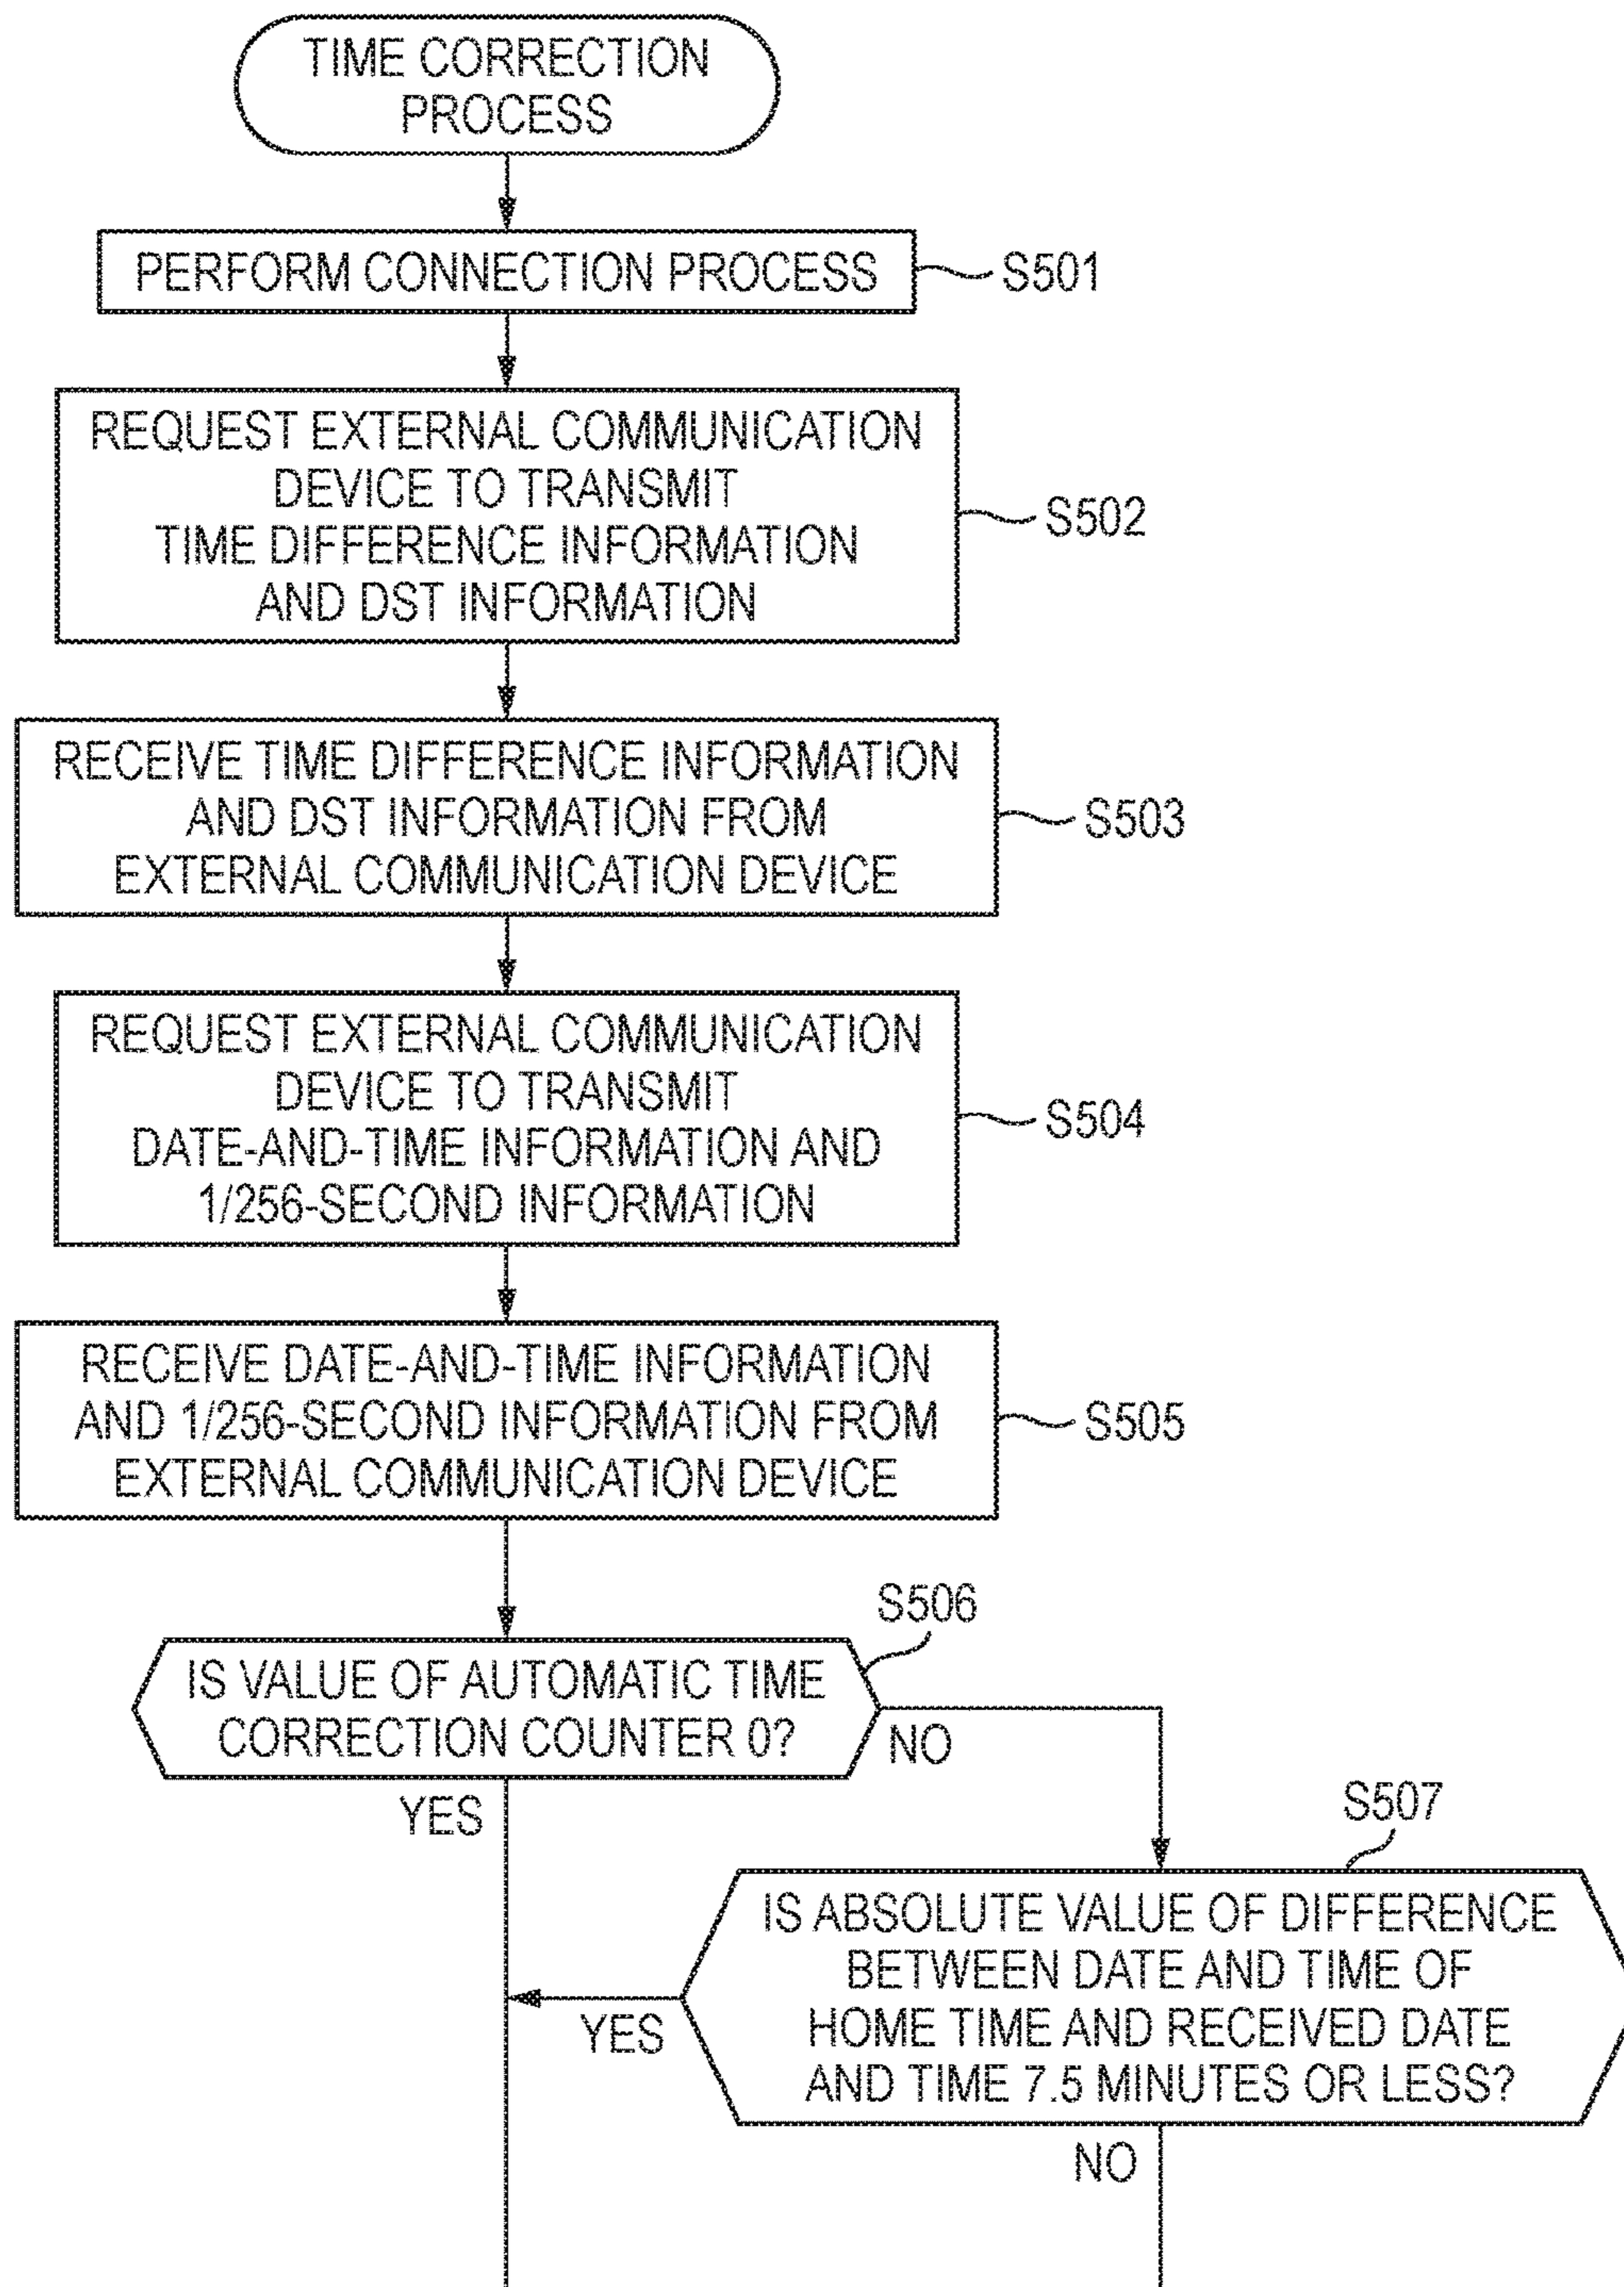 TIME CORRECTION
PROCESS
PERFORM CONNECTION PROCESS
S501
REQUEST EXTERNAL COMMUNICATION
DEVICE TO TRANSMIT
TIME DIFFERENCE INFORMATION
AND DST INFORMATION
S502
RECEIVE TIME DIFFERENCE INFORMATION
AND DST INFORMATION FROM
EXTERNAL COMMUNICATION DEVICE
S503
REQUEST EXTERNAL COMMUNICATION
DEVICE TO TRANSMIT
DATE-AND-TIME INFORMATION AND
1/256-SECOND INFORMATION
S504
RECEIVE DATE-AND-TIME INFORMATION
AND 1/256-SECOND INFORMATION FROM
EXTERNAL COMMUNICATION DEVICE
S505
S506
IS VALUE OF AUTOMATIC TIME
CORRECTION COUNTER 0?
NO
YES
S507
IS ABSOLUTE VALUE OF DIFFERENCE
BETWEEN DATE AND TIME OF
HOME TIME AND RECEIVED DATE
AND TIME 7.5 MINUTES OR LESS?
YES
NO